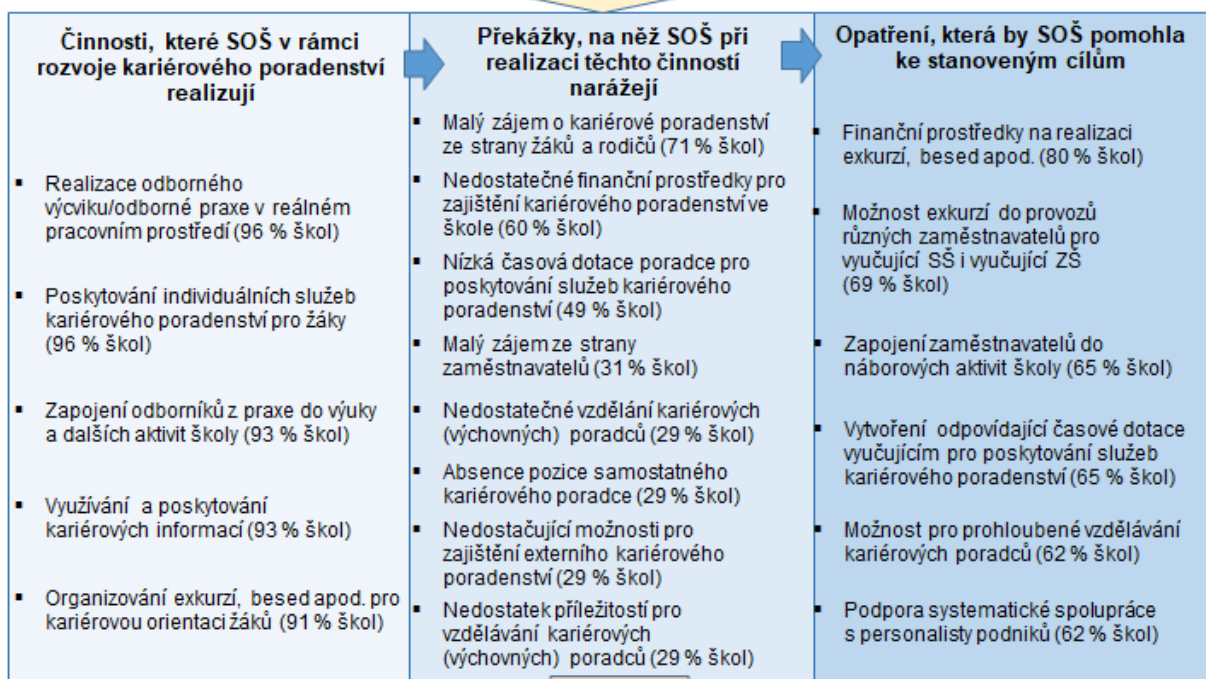 Činnosti, které SOŠ v rámci
rozvoje kariérového poradenství
realizují
▪ Realizace odborného
výcviku/odborné praxe v reálném
pracovním prostředí (96 % škol)
▪ Poskytování individuálních služeb
kariérového poradenství pro žáky
(96 % škol)
▪ Zapojení odborníků z praxe do výuky
a dalších aktivit školy (93 % škol)
▪ Využívání a poskytování
kariérových informací (93 % škol)
▪ Organizování exkurzí, besed apod. pro
kariérovou orientaci žáků (91 % škol)
Překážky, na něž SOŠ při
realizaci těchto činností
narážejí
▪ Malý zájem o kariérové poradenství
ze strany žáků a rodičů (71 % škol)
▪ Nedostatečné finanční prostředky pro
zajištění kariérového poradenství ve
škole (60 % škol)
▪ Nízká časová dotace poradce pro
poskytování služeb kariérového
poradenství (49 % škol)
▪ Malý zájem ze strany
zaměstnavatelů (31 % škol)
▪ Nedostatečné vzdělání kariérových
(výchovných) poradců (29 % škol)
▪ Absence pozice samostatného
kariérového poradce (29 % škol)
▪ Nedostačující možnosti pro
zajištění externího kariérového
poradenství (29 % škol)
▪ Nedostatek příležitostí pro
vzdělávání kariérových
(výchovných) poradců (29 % škol)
Opatření, která by SOŠ pomohla
ke stanoveným cílům
▪ Finanční prostředky na realizaci
exkurzí, besed apod. (80 % škol)
▪ Možnost exkurzí do provozů
různých zaměstnavatelů pro
vyučující SŠ i vyučující ZŠ
(69 % škol)
▪ Zapojení zaměstnavatelů do
náborových aktivit školy (65 % škol)
▪ Vytvoření odpovídající časové dotace
vyučujícím pro poskytování služeb
kariérového poradenství (65 % škol)
▪ Možnost pro prohloubené vzdělávání
kariérových poradců (62 % škol)
▪ Podpora systematické spolupráce
s personalisty podniků (62 % škol)